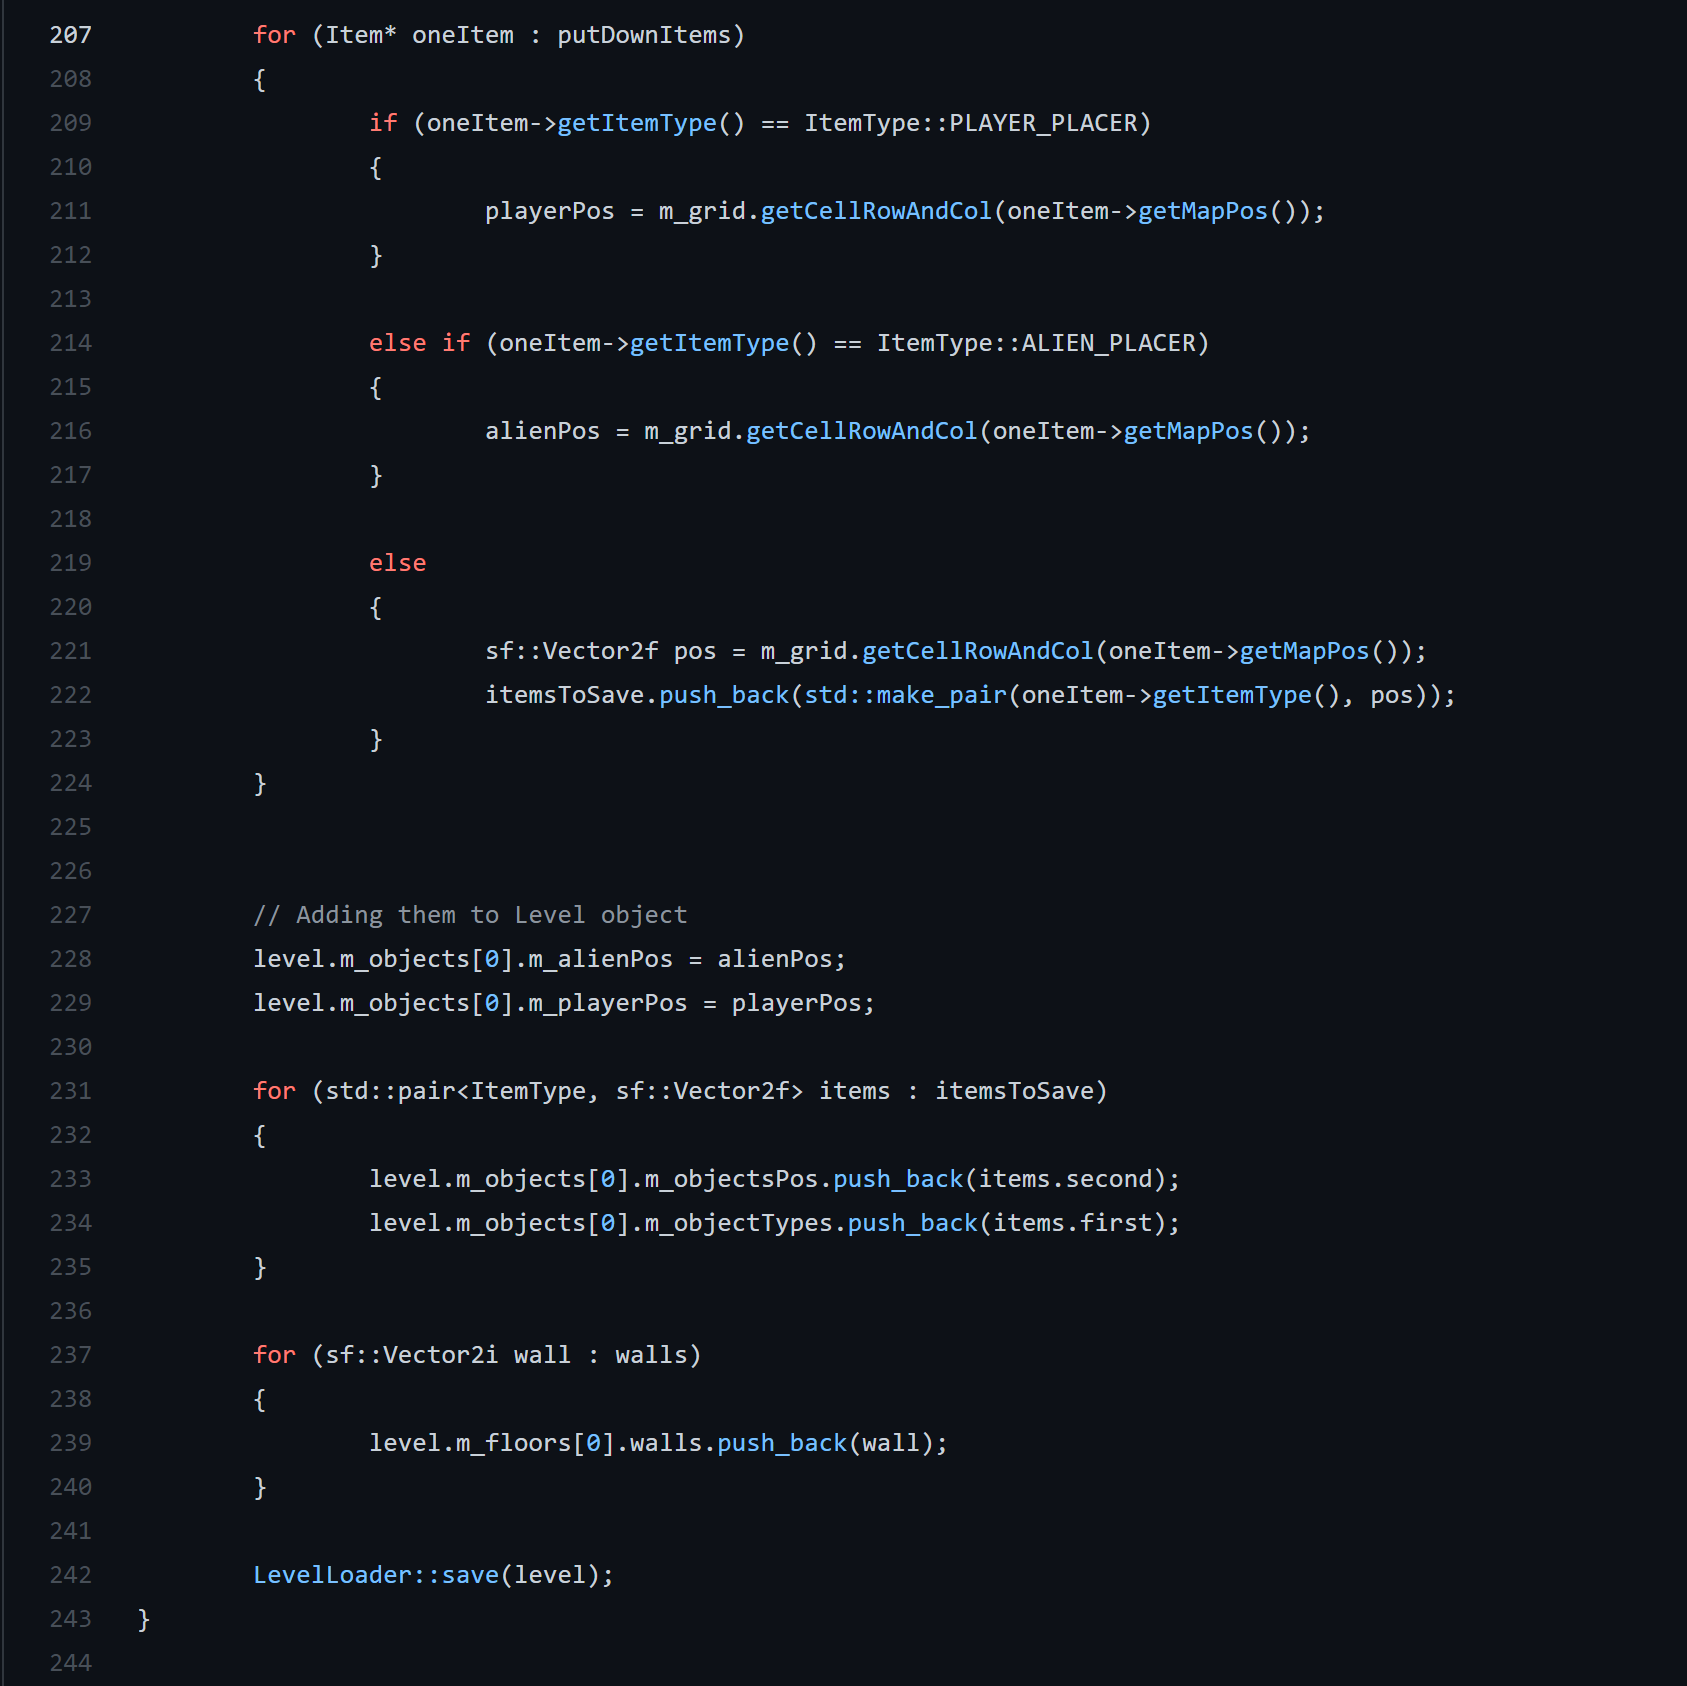 207 for (Item* oneItem : putDownItems)
208 {
209 if (oneItem->getItemType() == ItemType::PLAYER_PLACER)
210 {
211 playerPos = m_grid.getCellRowAndCol(oneItem->getMapPos());
212 }
213
214 else if (oneItem->getItemType() == ItemType::ALIEN_PLACER)
215 {
216 alienPos = m_grid.getCellRowAndCol(oneItem->getMapPos());
217 }
218
219 else
220 {
221 sf::Vector2f pos = m_grid.getCellRowAndCol(oneItem->getMapPos());
222 itemsToSave.push_back(std::make_pair(oneItem->getItemType(), pos));
223 }
224 }
225
226
227 // Adding them to Level object
228 level.m_objects[0].m_alienPos = alienPos;
229 level.m_objects[0].m_playerPos = playerPos;
230
231 for (std::pair<ItemType, sf::Vector2f> items : itemsToSave)
232 {
233 level.m_objects[0].m_objectsPos.push_back(items.second);
234 level.m_objects[0].m_objectTypes.push_back(items.first);
235 }
236
237 for (sf::Vector2i wall : walls)
238 {
239 level.m_floors[0].walls.push_back(wall);
240 }
241
242 LevelLoader::save(level);
243 }
244